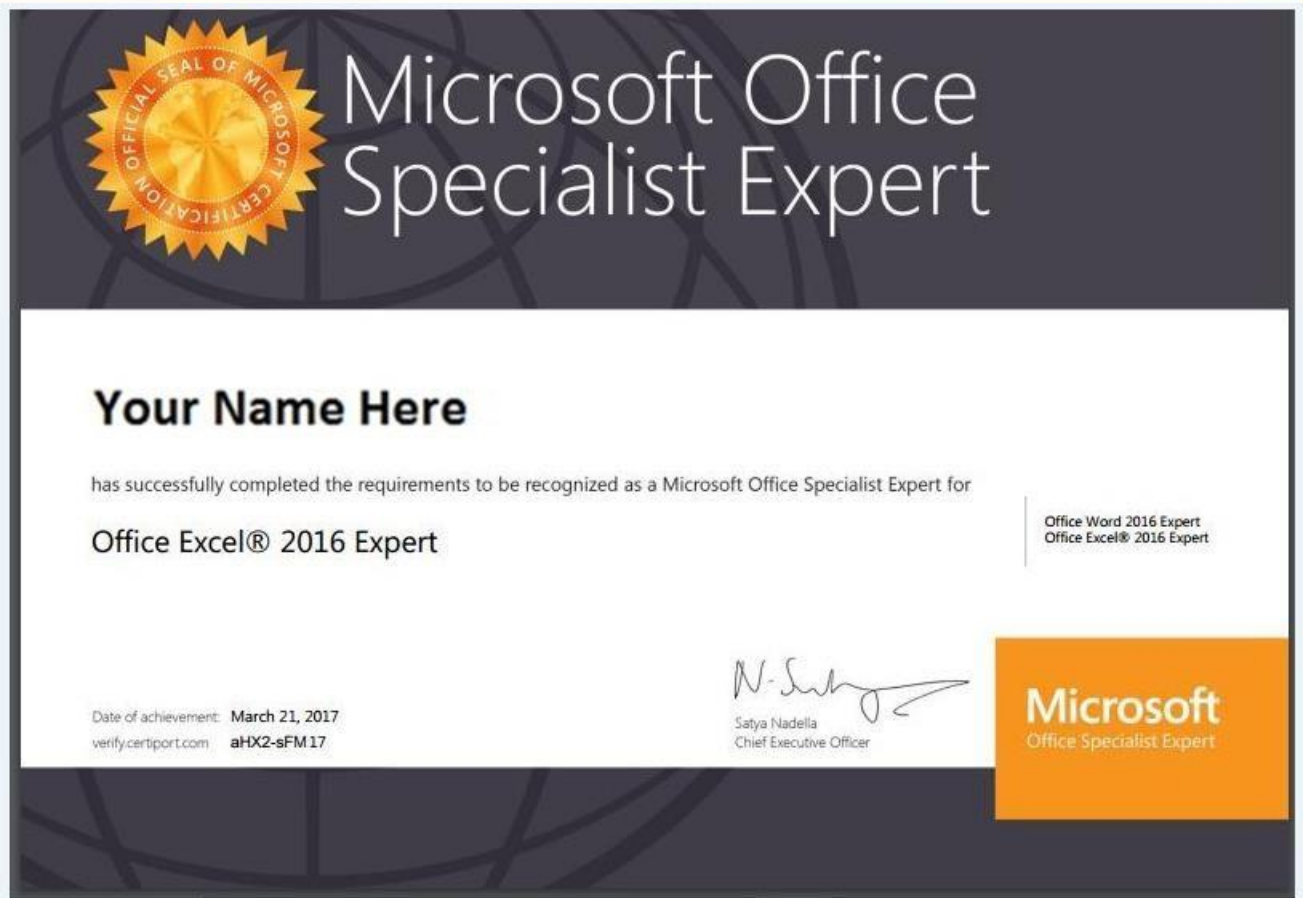 OFFICIAL SEAL OF MICROSOFT CERTIFICATION
Microsoft Office
Specialist Expert
Your Name Here
has successfully completed the requirements to be recognized as a Microsoft Office Specialist Expert for
Office Excel® 2016 Expert
Office Word 2016 Expert
Office Excel® 2016 Expert
N-Sut
Date of achievement: March 21, 2017
verify.certiport.com aHX2-sFM17
Satya Nadella
Chief Executive Officer
Microsoft
Office Specialist Expert